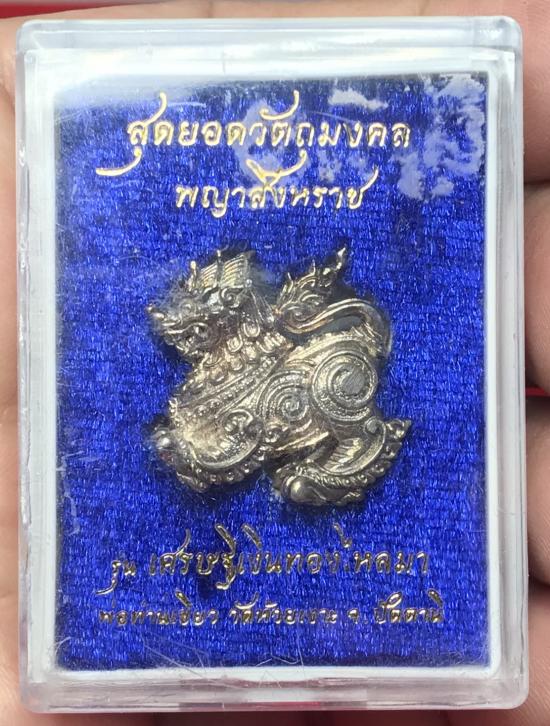 สุดยอดวัตถุมงคล
พญาสิงหราช
รุ่น เศรษฐีเงินทองไหลมา
พ่อท่านเขียว วัดห้วยเงาะ จ. ปัตตานี